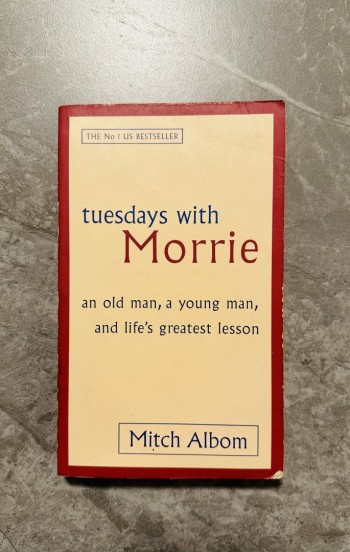 THE No 1 US BESTSELLER
tuesdays with
Morrie
an old man, a young man,
and life's greatest lesson
Mitch Albom